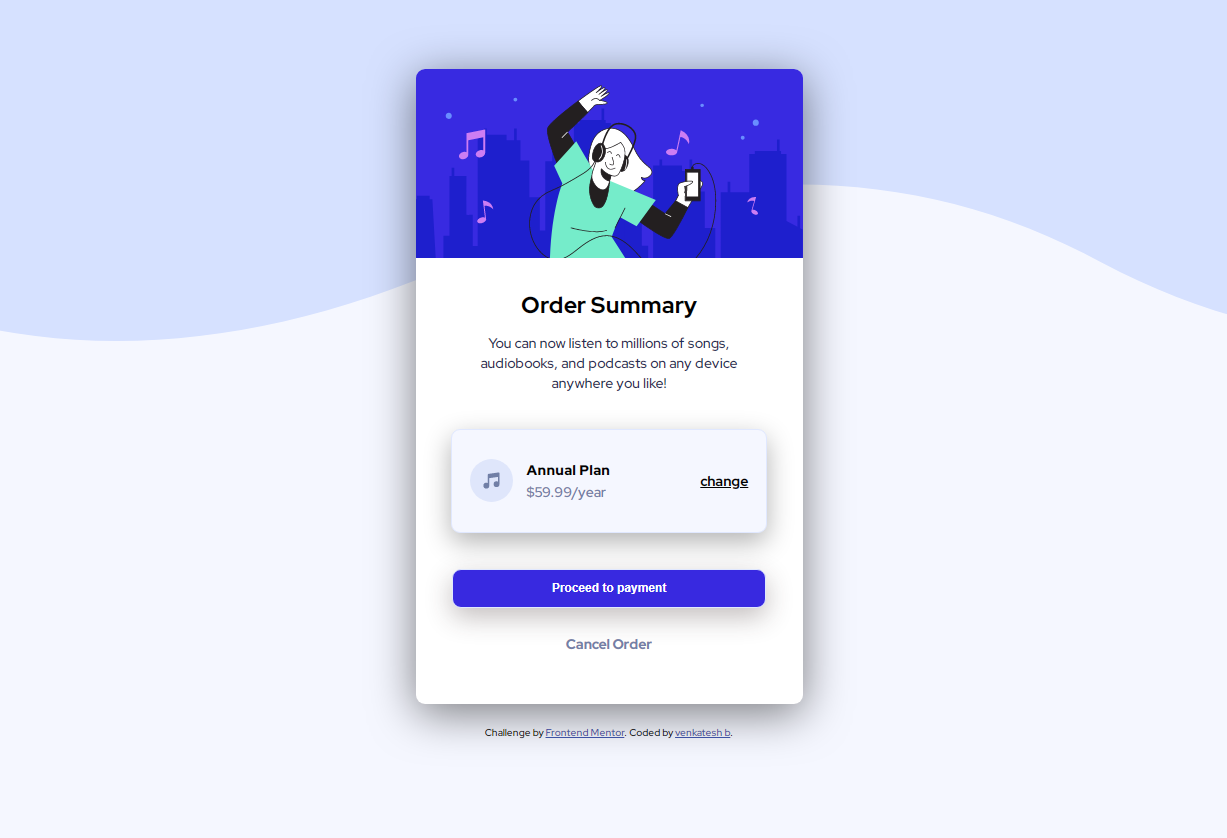 Order Summary
You can now listen to millions of songs,
audiobooks, and podcasts on any device
anywhere you like!
Annual Plan
$59.99/year
change
Proceed to payment
Cancel Order
Challenge by Frontend Mentor. Coded by venkatesh b.